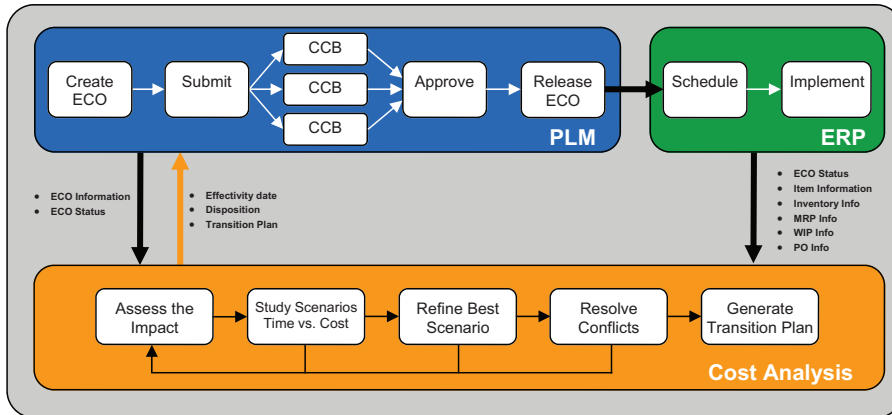 Create
ECO
Submit
CCB
CCB
CCB
Approve
Release
ECO
PLM
Schedule
Implement
ERP
• ECO Information
• ECO Status
• Effectivity date
• Disposition
• Transition Plan
• ECO Status
• Item Information
• Inventory Info
• MRP Info
• WIP Info
• PO Info
Assess the
Impact
Study Scenarios
Time vs. Cost
Refine Best
Scenario
Resolve
Conflicts
Generate
Transition Plan
Cost Analysis